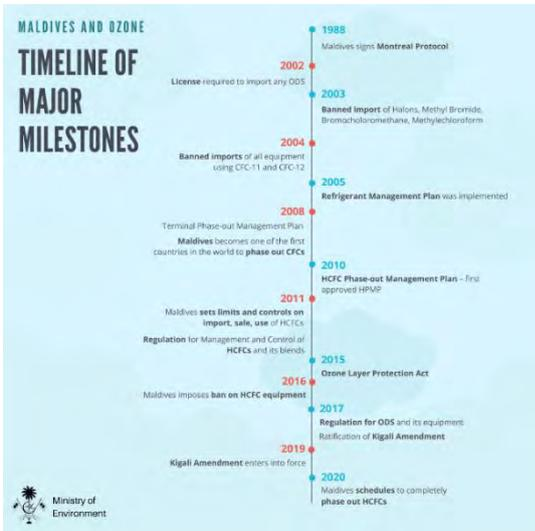 MALDIVES AND OZONE
TIMELINE OF
MAJOR
MILESTONES
1988
Maldives signs Montreal Protocol
2002
License required to import any ODS
2003
Banned import of Halons, Methyl Bromide,
Bromocholoromethane, Methylechloroform
2004
Banned imports of all equipment
using CFC-11 and CFC-12
2005
Refrigerant Management Plan was implemented
2008
Terminal Phase-out Management Plan
Maldives becomes one of the first
countries in the world to phase out CFCs
2010
HCFC Phase-out Management Plan – first
approved HPMP
2011
Maldives sets limits and controls on
import, sale, use of HCFCs
Regulation for Management and Control of
HCFCs and its blends
2015
Ozone Layer Protection Act
2016
Maldives imposes ban on HCFC equipment
2017
Regulation for ODS and its equipment
Ratification of Kigali Amendment
2019
Kigali Amendment enters into force
2020
Maldives schedules to completely
phase out HCFCs
Ministry of
Environment